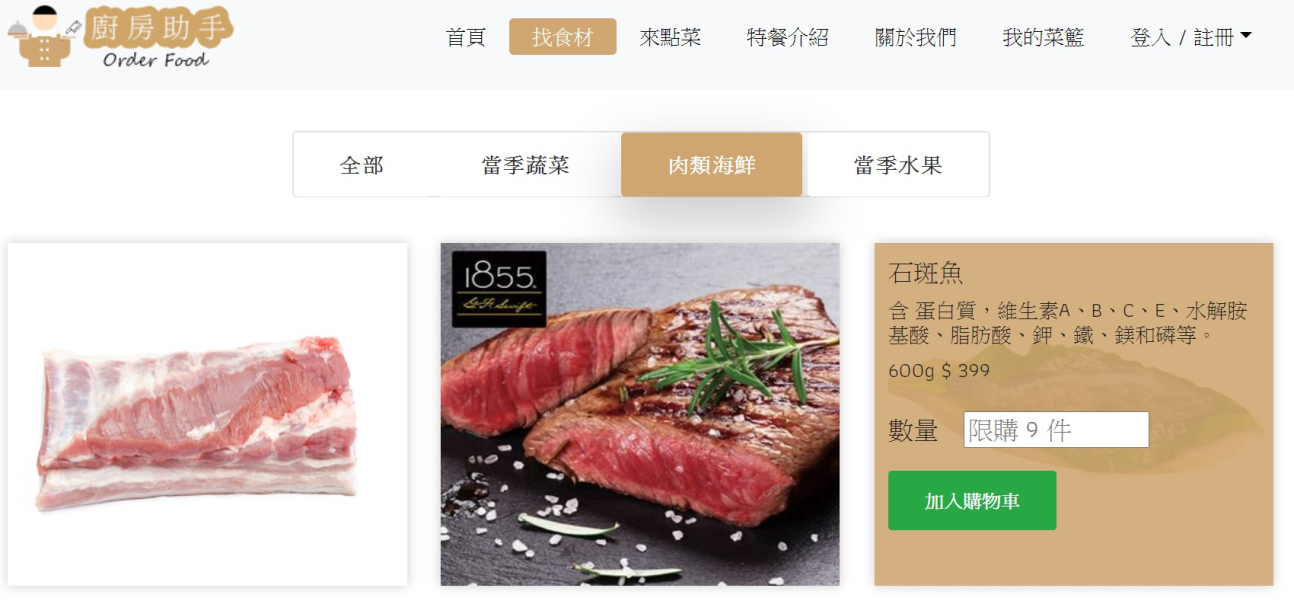 廚房助手
Order Food
首頁
找食材
來點菜
特餐介紹
關於我們
我的菜籃
登入 / 註冊
全部
當季蔬菜
肉類海鮮
當季水果
1855
G.F. Swift
石斑魚
含 蛋白質，維生素A、B、C、E、水解胺
基酸、脂肪酸、鉀、鐵、鎂和磷等。
600g $ 399
數量
限購 9 件
加入購物車